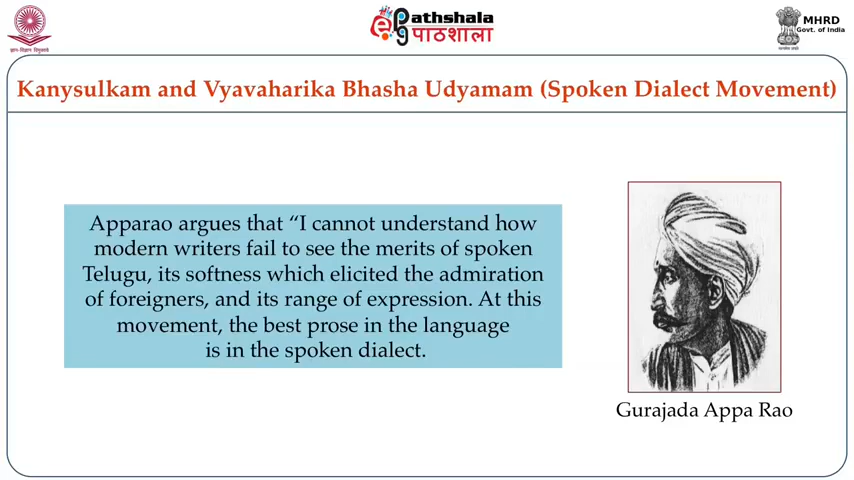 ePathshala
पाठशाला
MHRD
Govt. of India
Kanysulkam and Vyavaharika Bhasha Udyamam (Spoken Dialect Movement)
Apparao argues that “I cannot understand how
modern writers fail to see the merits of spoken
Telugu, its softness which elicited the admiration
of foreigners, and its range of expression. At this
movement, the best prose in the language
is in the spoken dialect.
Gurajada Appa Rao